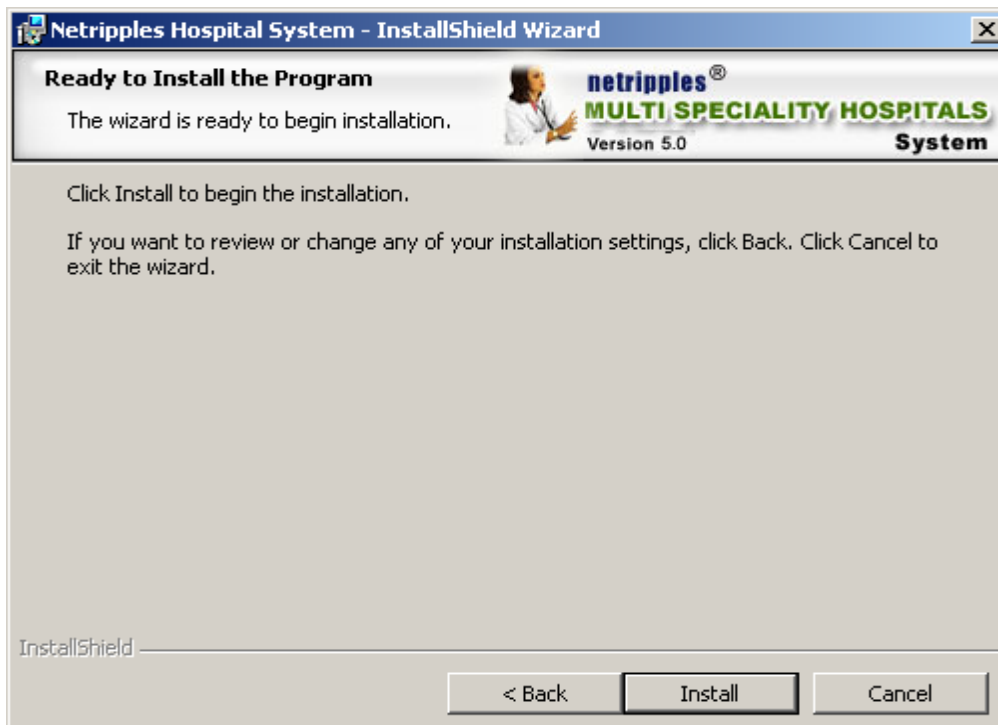 Netripples Hospital System - InstallShield Wizard
Ready to Install the Program
The wizard is ready to begin installation.
netripples®
MULTI SPECIALITY HOSPITALS
Version 5.0 System
Click Install to begin the installation.
If you want to review or change any of your installation settings, click Back. Click Cancel to
exit the wizard.
InstallShield
< Back Install Cancel